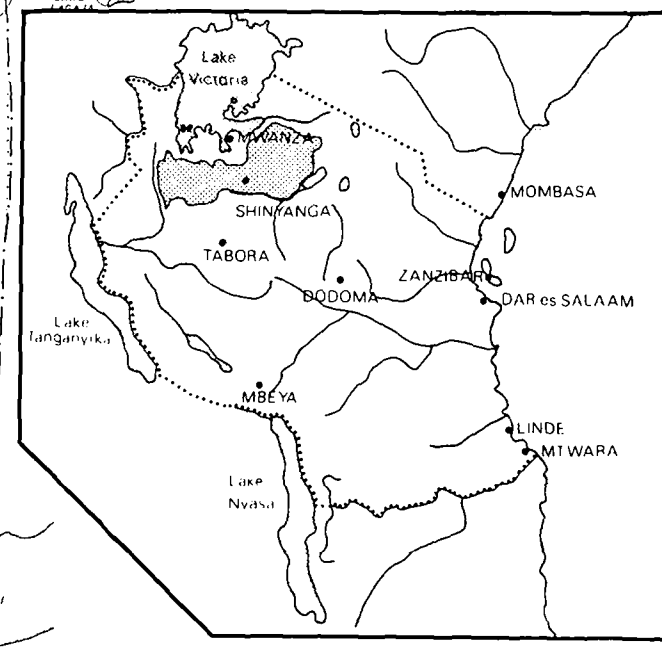 Lake
Victoria
MWANZA
SHINYANGA
MOMBASA
TABORA
ZANZIBAR
DODOMA
DAR es SALAAM
Lake
Tanganyika
MBEYA
LINDE
MTWARA
Lake
Nyasa